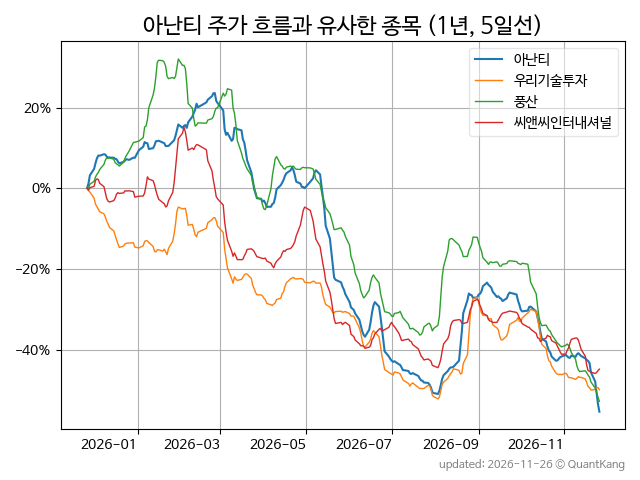 아난티 주가 흐름과 유사한 종목 (1년, 5일선)
아난티
우리기술투자
풍산
씨앤씨인터내셔널
20%
0%
−20%
−40%
2026−01 2026−03 2026−05 2026−07 2026−09 2026−11
updated: 2026-11-26 © QuantKang